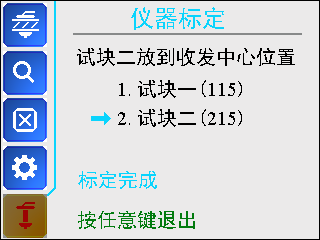 仪器标定
试块二放到收发中心位置
1. 试块一(115)
2. 试块二(215)
标定完成
按任意键退出